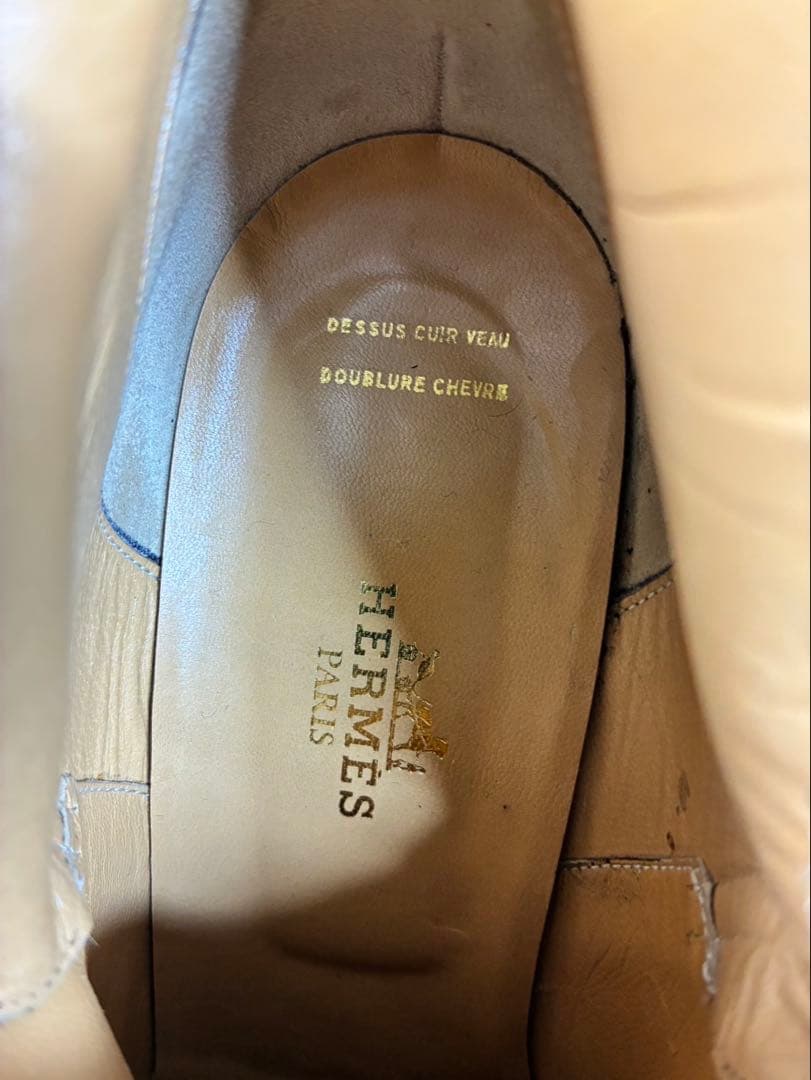 DESSUS CUIR VEAU
DOUBLURE CHEVRE
HERMÈS
PARIS